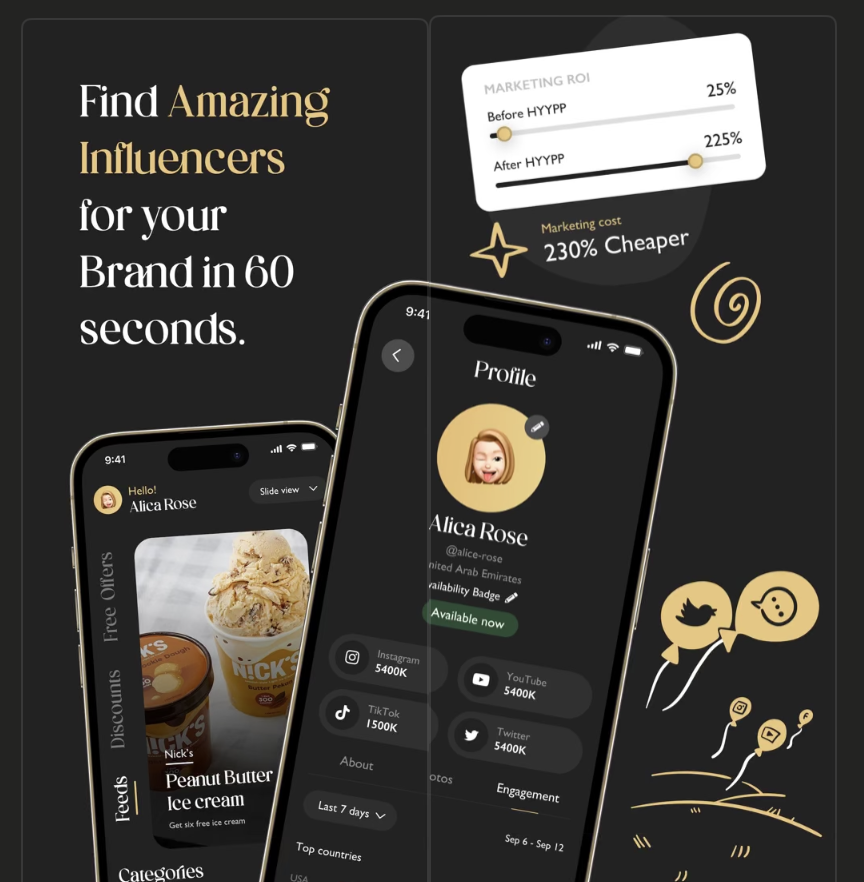 Find Amazing
Influencers
for your
Brand in 60
seconds.
MARKETING ROI
Before HYYPP
25%
After HYYPP
225%
Marketing cost
230% Cheaper
9:41
Hello!
Alica Rose
Slide view
Free Offers
Discounts
Feeds
NICK'S
NICK'S
Nick's
Peanut Butter
Ice cream
Get six free ice cream
Categories
9:41
Profile
Alica Rose
@alice-rose
nited Arab Emirates
vailability Badge
Available now
Instagram
5400K
YouTube
5400K
TikTok
1500K
Twitter
5400K
About
otos
Engagement
Last 7 days
Sep 6 - Sep 12
Top countries
USA